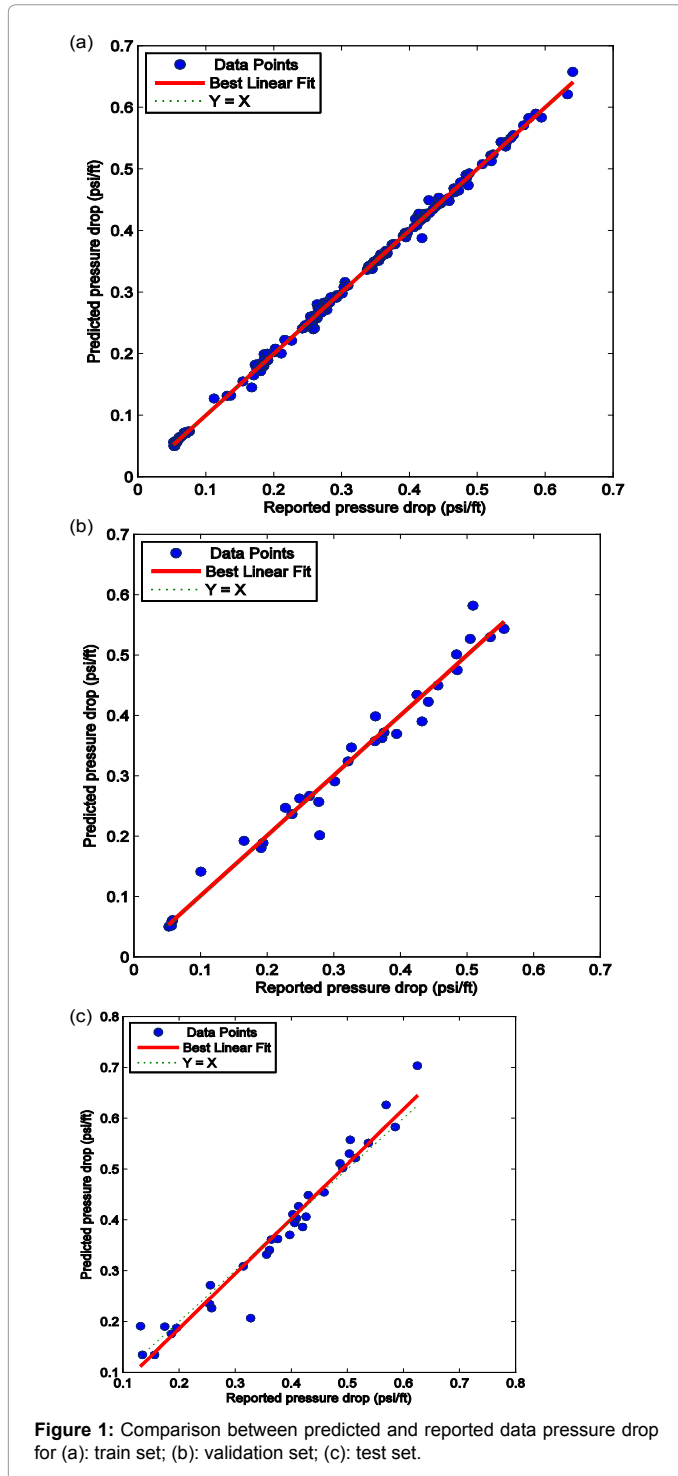 (a)
0.7
0.6
0.5
0.4
0.3
0.2
0.1
0
Predicted pressure drop (psi/ft)
Data Points
Best Linear Fit
Y = X
0 0.1 0.2 0.3 0.4 0.5 0.6 0.7
Reported pressure drop (psi/ft)
(b)
0.7
0.6
0.5
0.4
0.3
0.2
0.1
0
Predicted pressure drop (psi/ft)
Data Points
Best Linear Fit
Y = X
0 0.1 0.2 0.3 0.4 0.5 0.6 0.7
Reported pressure drop (psi/ft)
(c)
0.8
0.7
0.6
0.5
0.4
0.3
0.2
0.1
Predicted pressure drop (psi/ft)
Data Points
Best Linear Fit
Y = X
0.1 0.2 0.3 0.4 0.5 0.6 0.7 0.8
Reported pressure drop (psi/ft)
Figure 1: Comparison between predicted and reported data pressure drop
for (a): train set; (b): validation set; (c): test set.